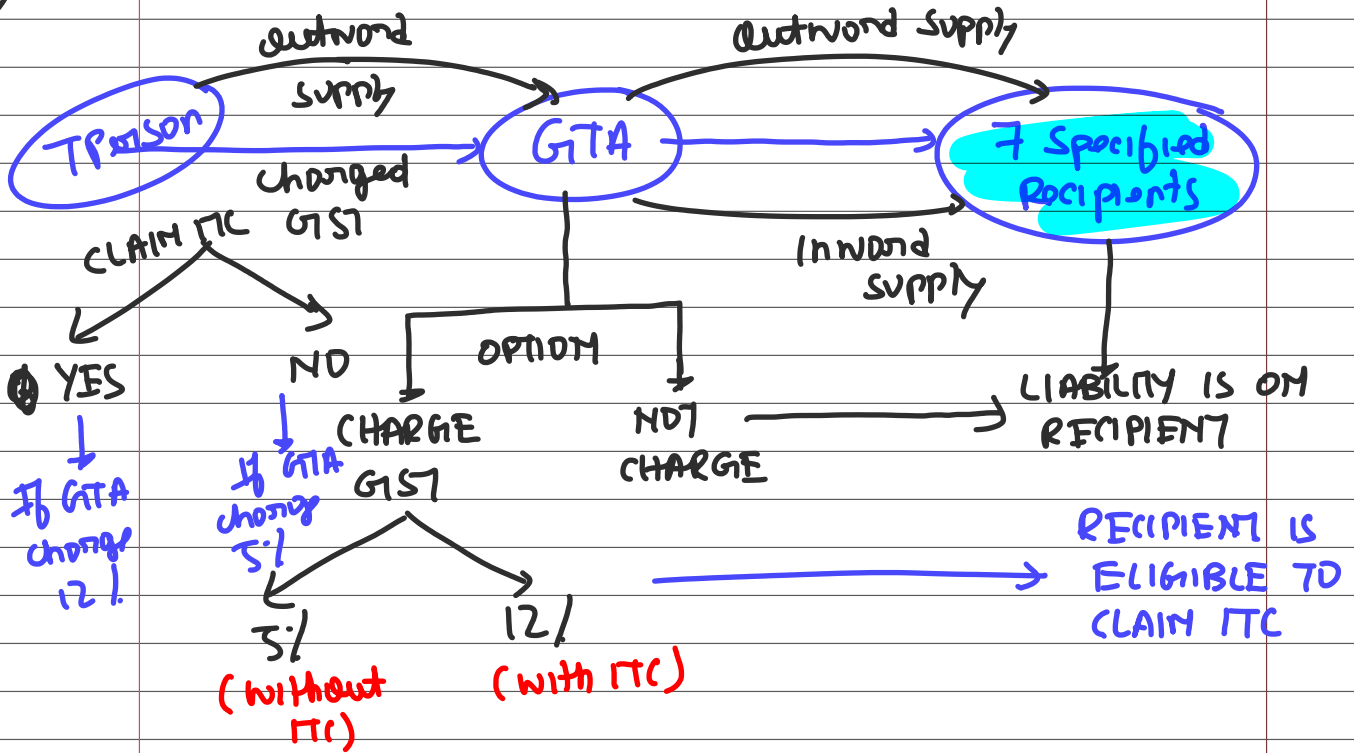 outword
supply
outword supply
TPerson
GTA
7 specified
Recipients
charged
GST
CLAIM ITC
Inword
supply
YES
NO
OPTION
CHARGE
GST
NOT
CHARGE
LIABILITY IS ON
RECIPIENT
If GTA
charge
12%
If GTA
charge
5%
5%
(without
ITC)
12%
(with ITC)
RECIPIENT IS
ELIGIBLE TO
CLAIM ITC